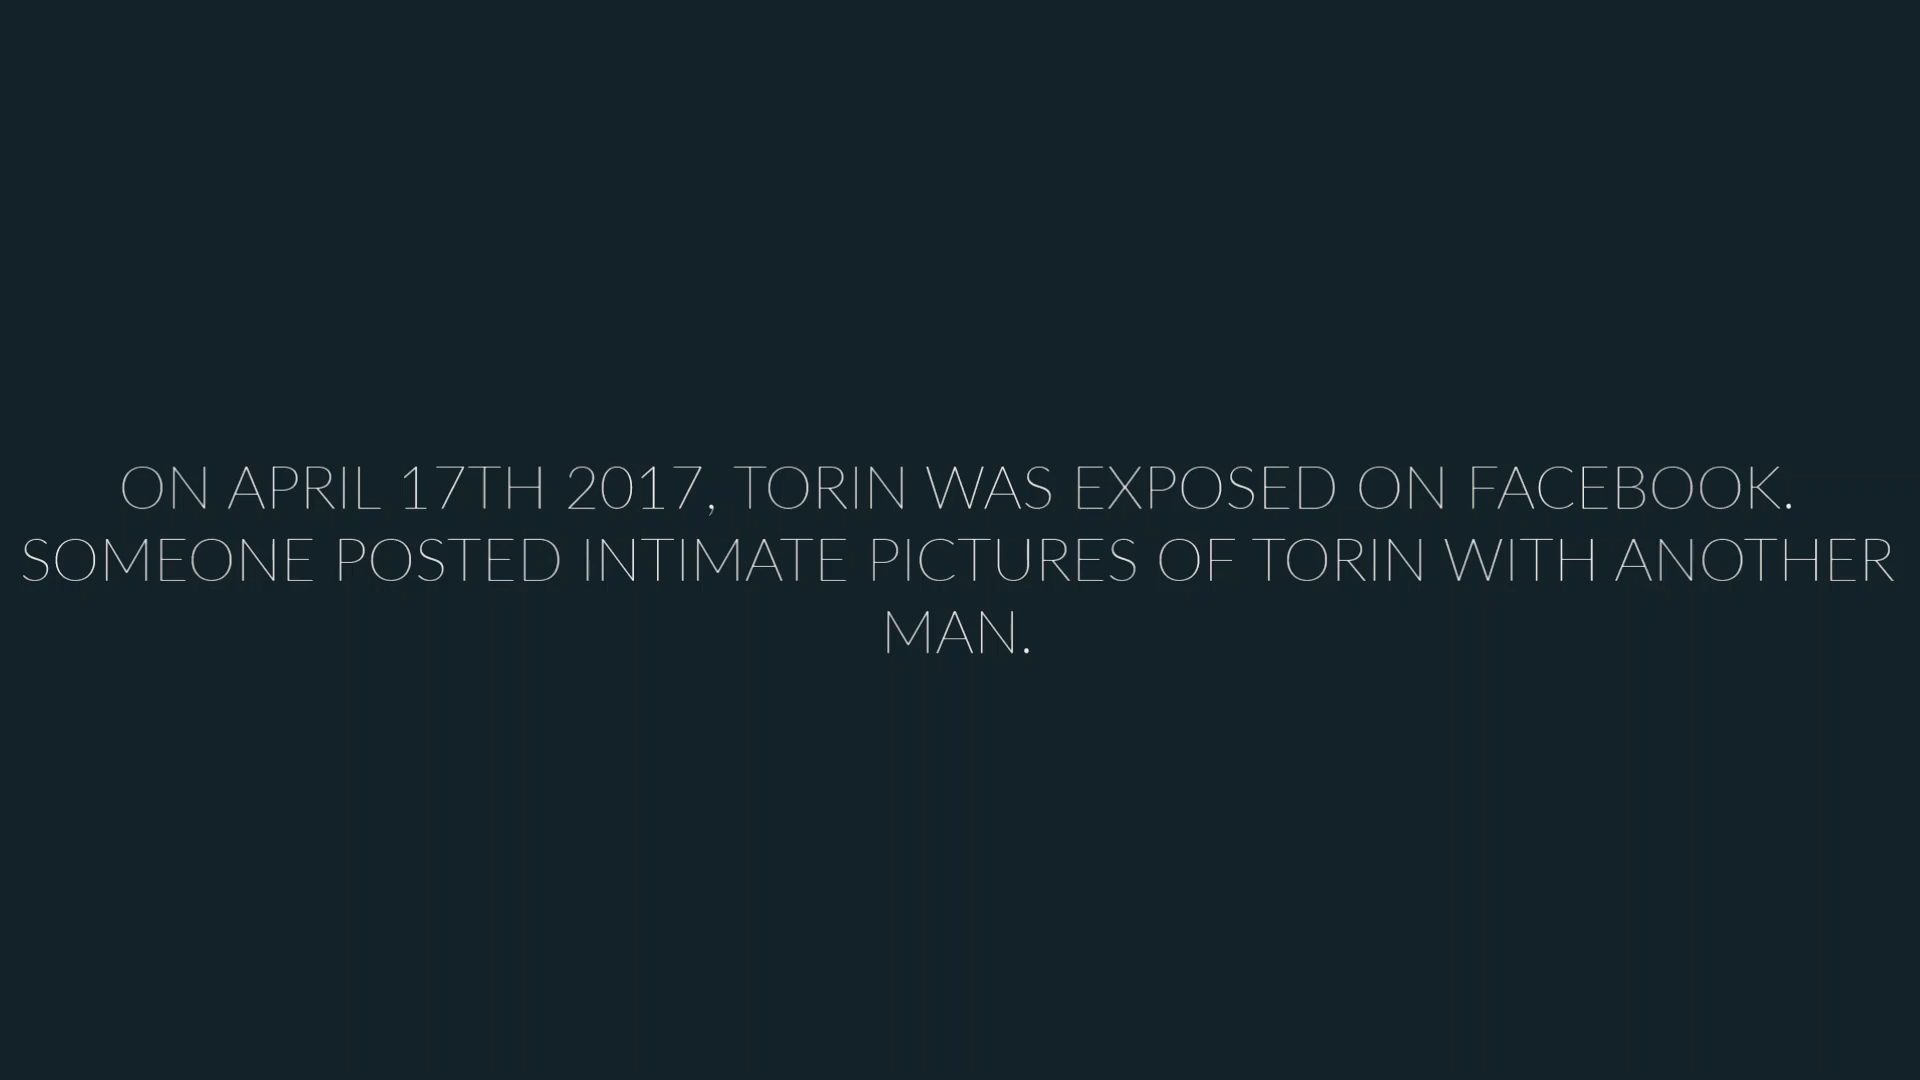 ON APRIL 17TH 2017, TORIN WAS EXPOSED ON FACEBOOK.
SOMEONE POSTED INTIMATE PICTURES OF TORIN WITH ANOTHER
MAN.